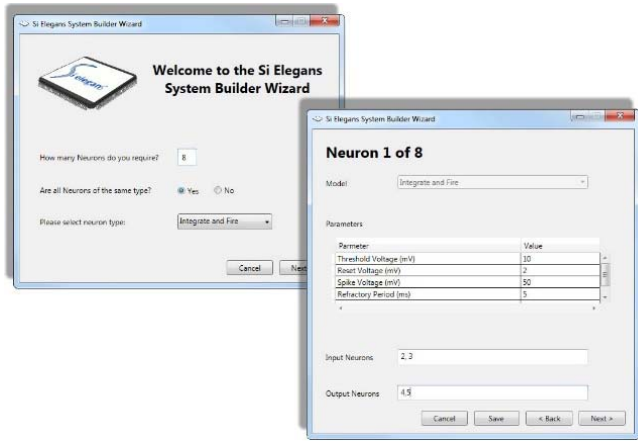 Si Elegans System Builder Wizard
Si elegans
Welcome to the Si Elegans
System Builder Wizard
How many Neurons do you require? 8
Are all Neurons of the same type? Yes No
Please select neuron type: Integrate and Fire
Cancel Next
Si Elegans System Builder Wizard
Neuron 1 of 8
Model Integrate and Fire
Parameters
Parmeter Value
Threshold Voltage (mV) 10
Reset Voltage (mV) 2
Spike Voltage (mV) 50
Refractory Period (ms) 5
Input Neurons 2, 3
Output Neurons 4,5
Cancel Save < Back Next >